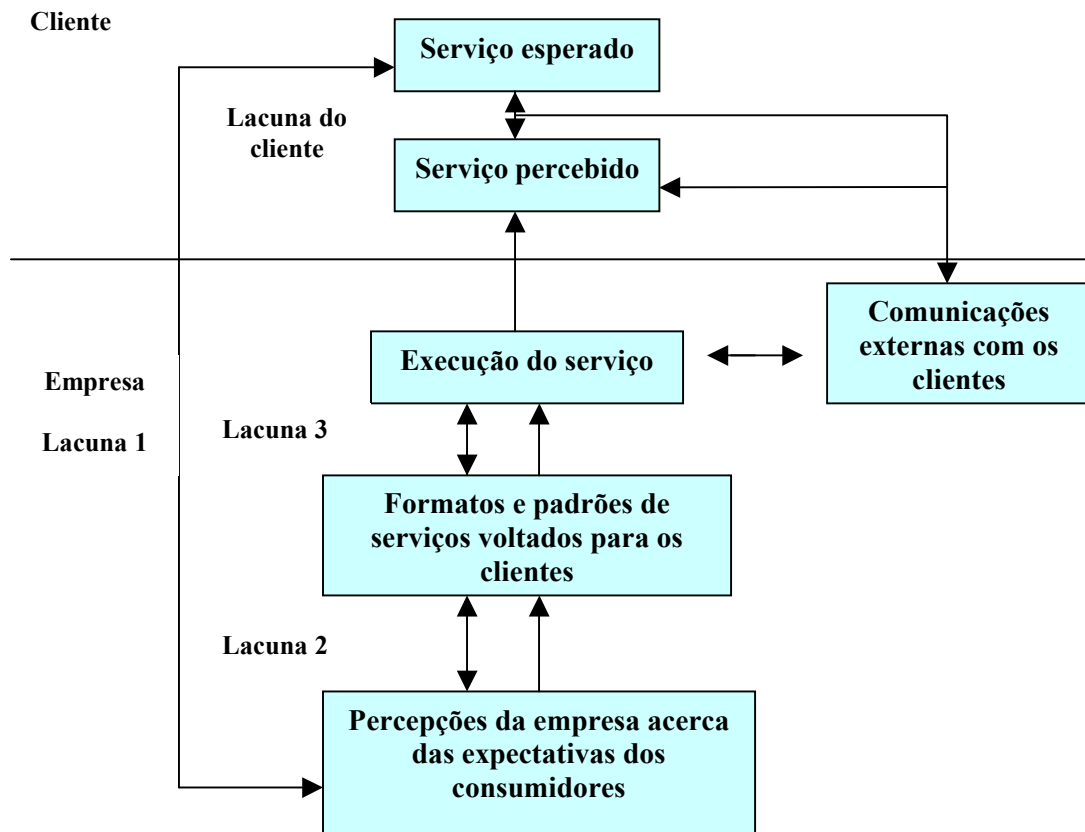 Cliente
Serviço esperado
Lacuna do
cliente
Serviço percebido
Comunicações
externas com os
clientes
Execução do serviço
Empresa
Lacuna 1
Lacuna 3
Formatos e padrões de
serviços voltados para os
clientes
Lacuna 2
Percepções da empresa acerca
das expectativas dos
consumidores